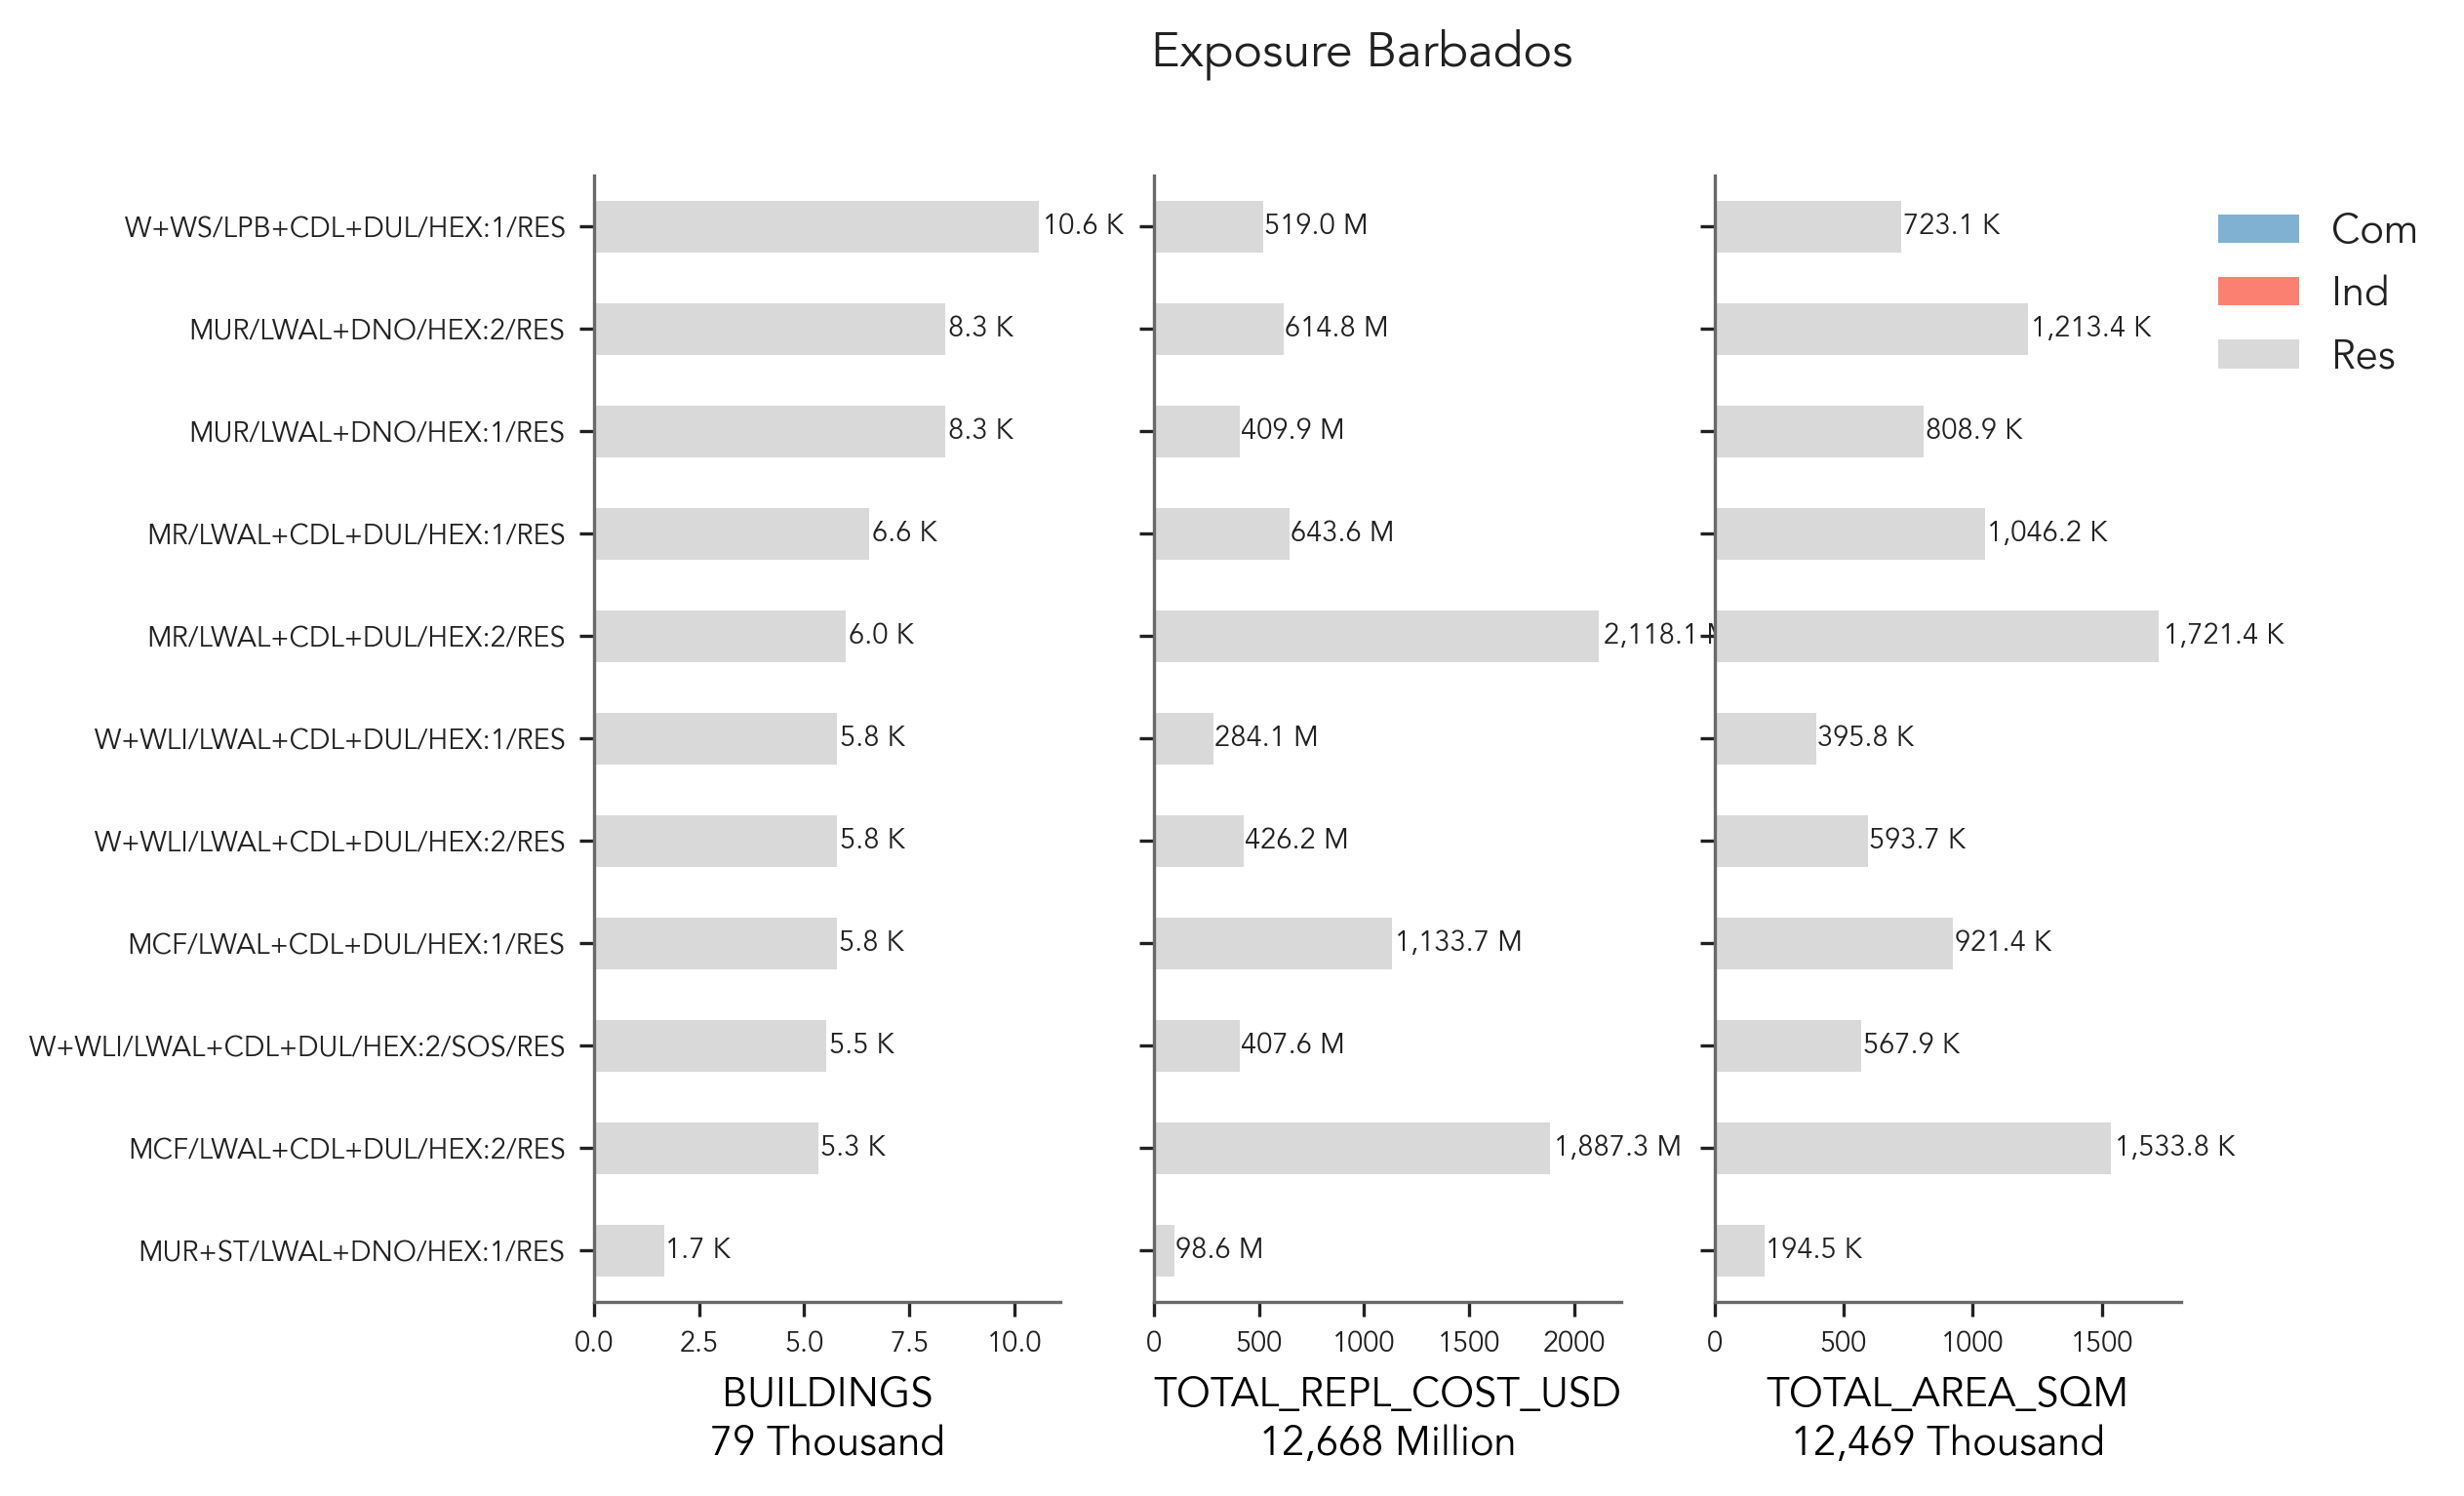 Exposure Barbados
W+WS/LPB+CDL+DUL/HEX:1/RES 10.6 K 519.0 M 723.1 K
MUR/LWAL+DNO/HEX:2/RES 8.3 K 614.8 M 1,213.4 K
MUR/LWAL+DNO/HEX:1/RES 8.3 K 409.9 M 808.9 K
MR/LWAL+CDL+DUL/HEX:1/RES 6.6 K 643.6 M 1,046.2 K
MR/LWAL+CDL+DUL/HEX:2/RES 6.0 K 2,118.1 M 1,721.4 K
W+WLI/LWAL+CDL+DUL/HEX:1/RES 5.8 K 284.1 M 395.8 K
W+WLI/LWAL+CDL+DUL/HEX:2/RES 5.8 K 426.2 M 593.7 K
MCF/LWAL+CDL+DUL/HEX:1/RES 5.8 K 1,133.7 M 921.4 K
W+WLI/LWAL+CDL+DUL/HEX:2/SOS/RES 5.5 K 407.6 M 567.9 K
MCF/LWAL+CDL+DUL/HEX:2/RES 5.3 K 1,887.3 M 1,533.8 K
MUR+ST/LWAL+DNO/HEX:1/RES 1.7 K 98.6 M 194.5 K
0.0 2.5 5.0 7.5 10.0
BUILDINGS
79 Thousand
0 500 1000 1500 2000
TOTAL_REPL_COST_USD
12,668 Million
0 500 1000 1500
TOTAL_AREA_SQM
12,469 Thousand
Com
Ind
Res